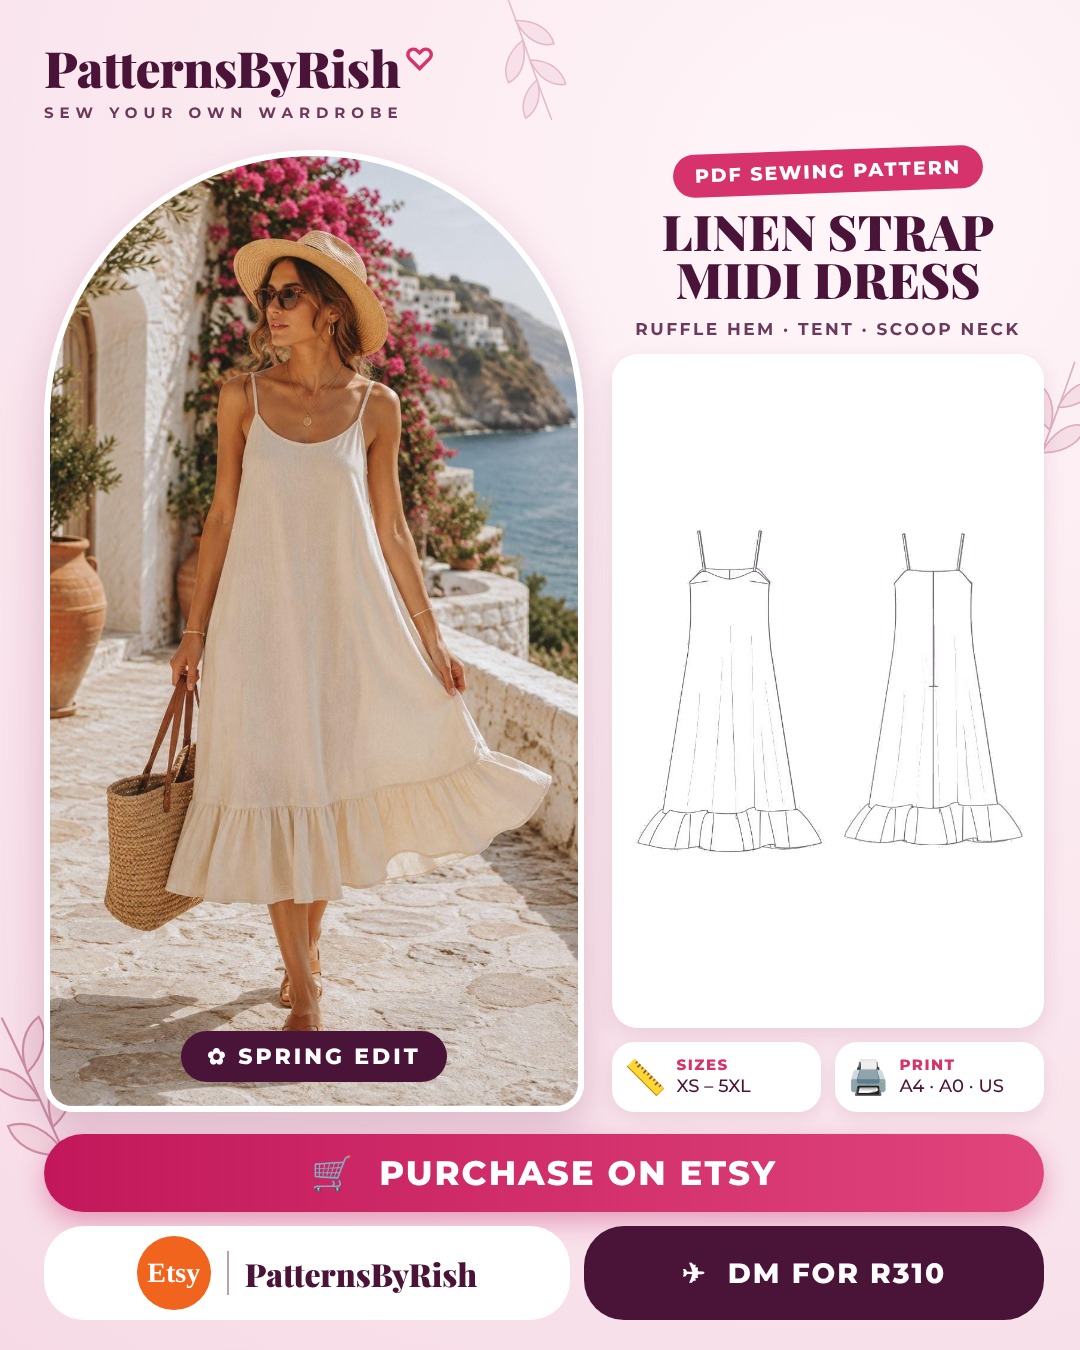 PatternsByRish
SEW YOUR OWN WARDROBE
PDF SEWING PATTERN
LINEN STRAP
MIDI DRESS
RUFFLE HEM · TENT · SCOOP NECK
✿ SPRING EDIT
SIZES
XS – 5XL
PRINT
A4 · A0 · US
PURCHASE ON ETSY
Etsy
PatternsByRish
DM FOR R310